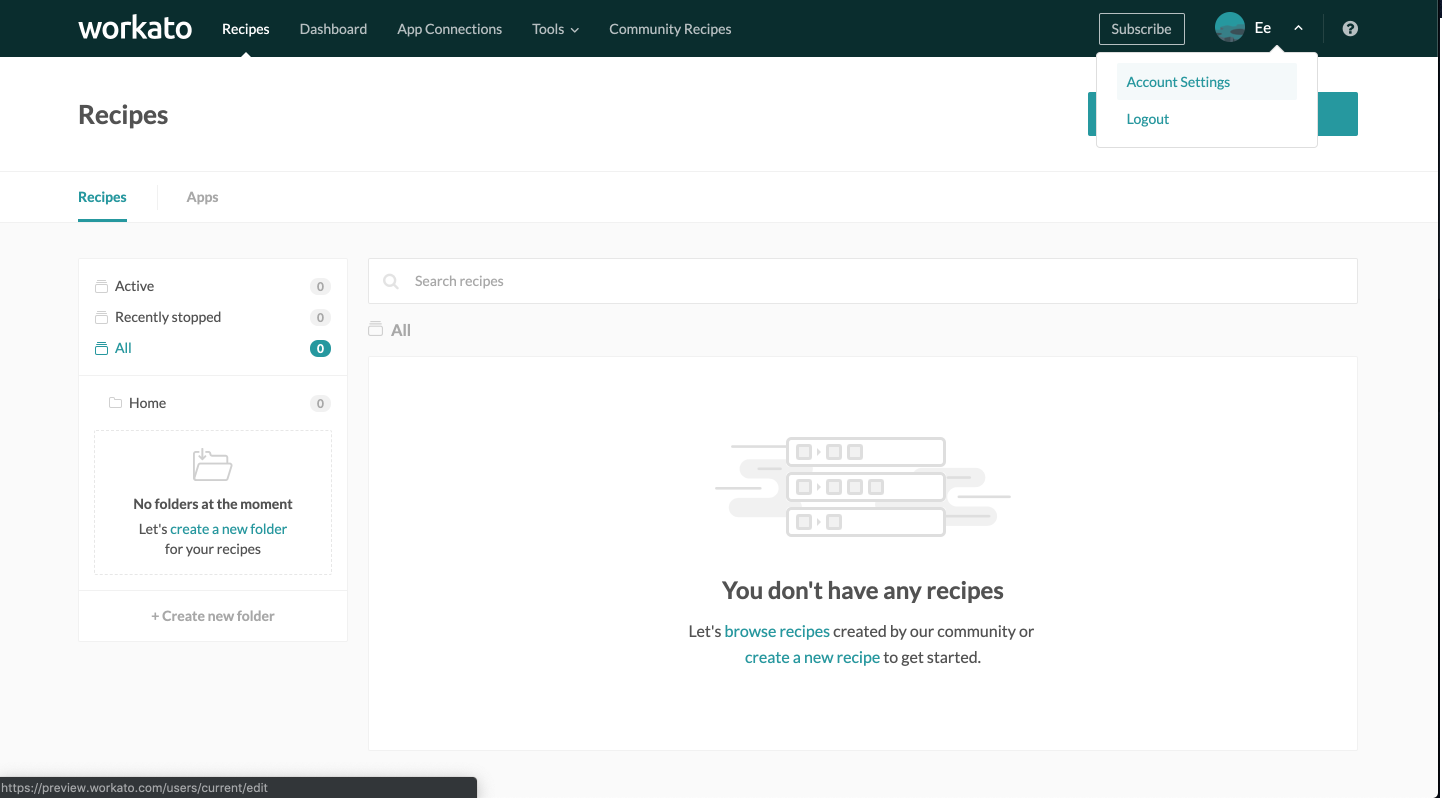 workato
Recipes
Dashboard
App Connections
Tools
Community Recipes
Subscribe
Ee
?
Account Settings
Logout
Recipes
Recipes
Apps
Active 0
Recently stopped 0
All 0
Home 0
No folders at the moment
Let's create a new folder
for your recipes
+ Create new folder
Search recipes
All
You don't have any recipes
Let's browse recipes created by our community or
create a new recipe to get started.
https://preview.workato.com/users/current/edit